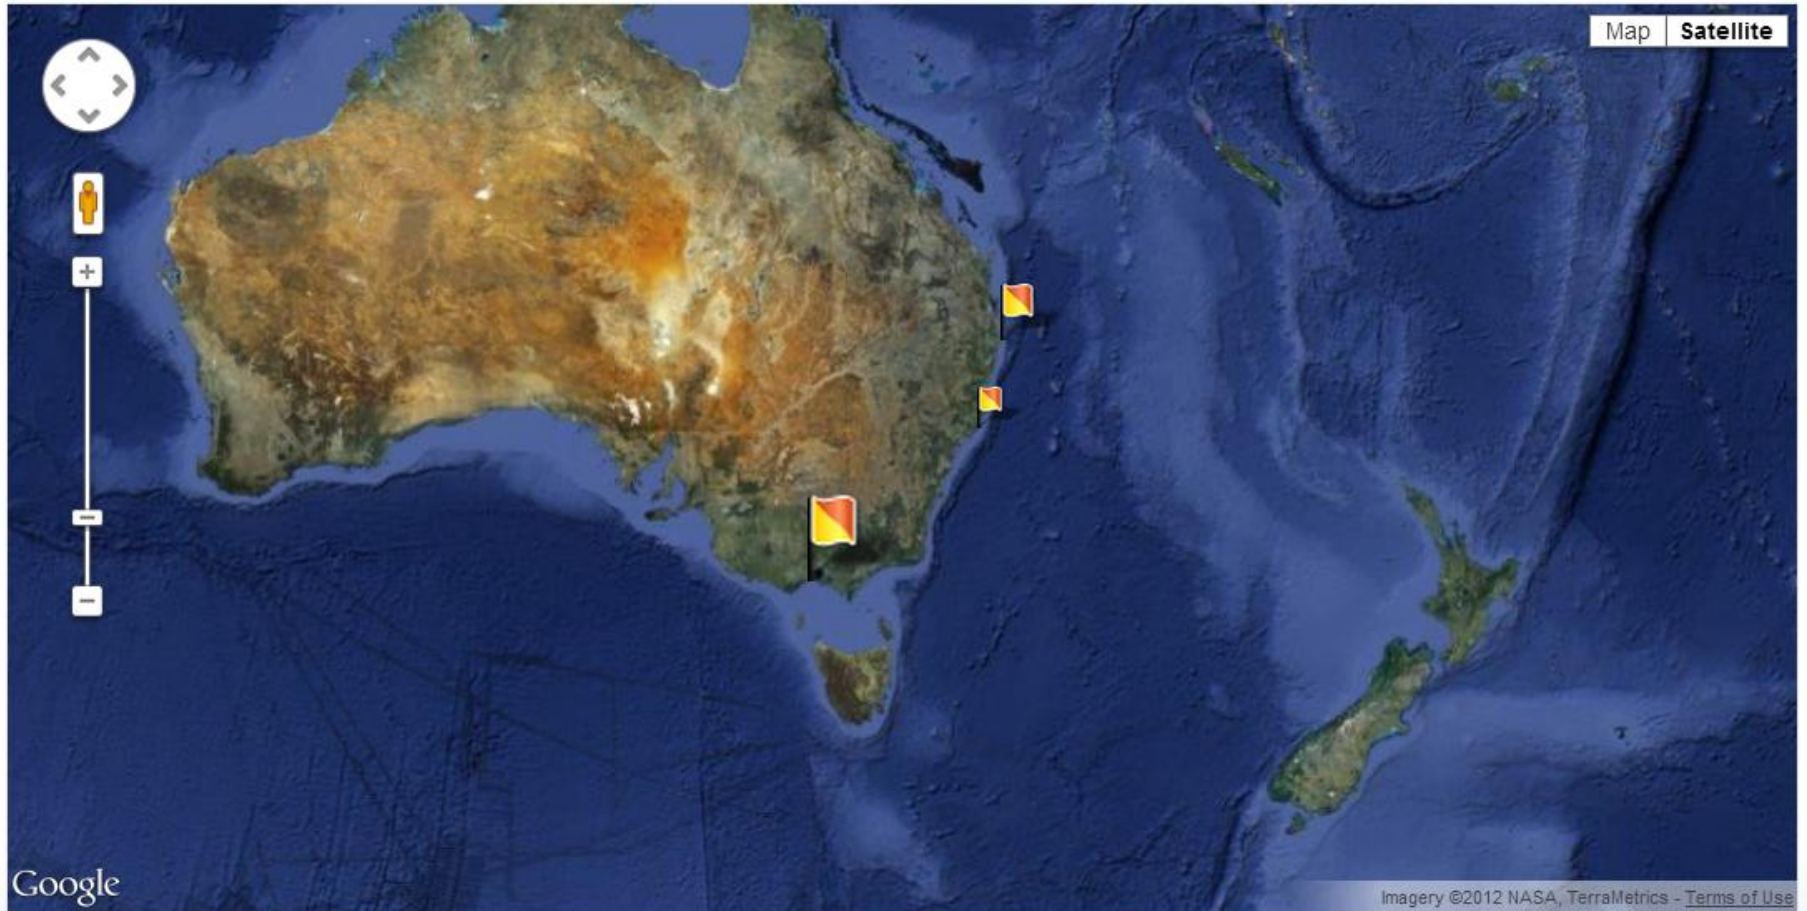 Map Satellite
Google
Imagery ©2012 NASA, TerraMetrics - Terms of Use